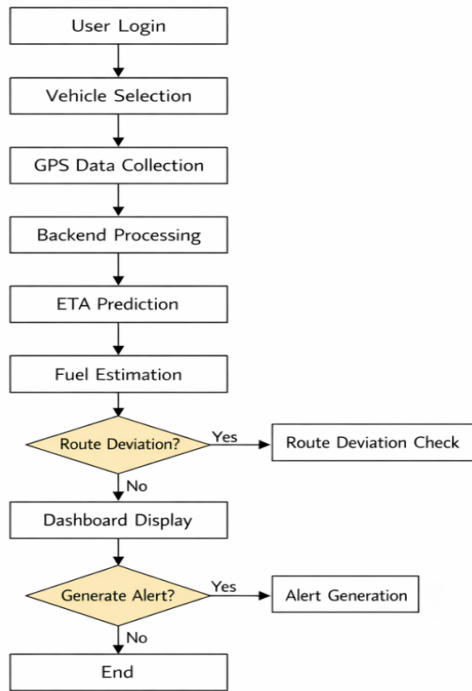 User Login
Vehicle Selection
GPS Data Collection
Backend Processing
ETA Prediction
Fuel Estimation
Route Deviation?
Yes
Route Deviation Check
No
Dashboard Display
Generate Alert?
Yes
Alert Generation
No
End